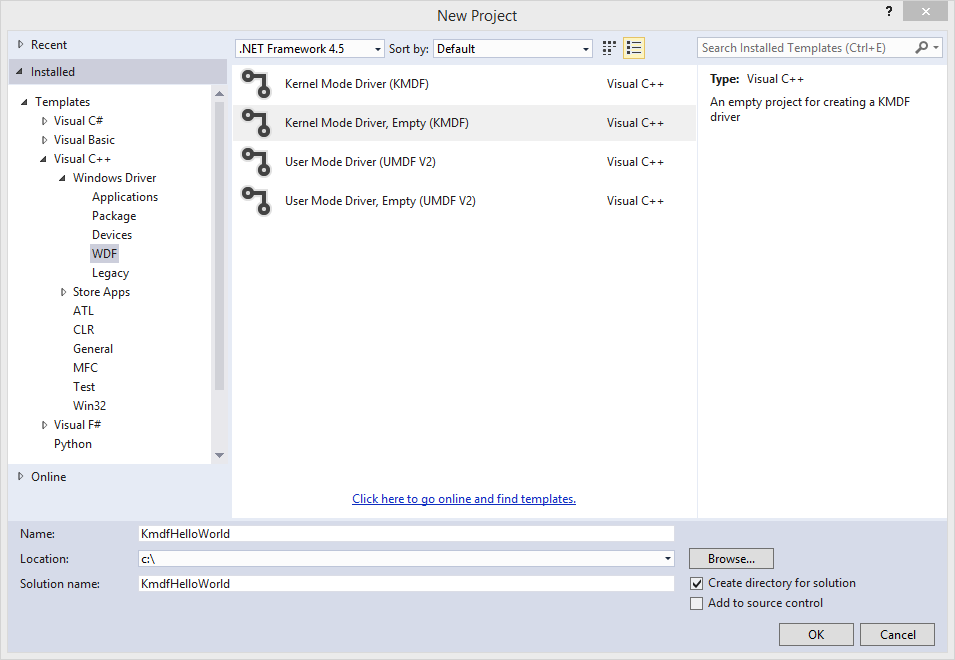 New Project
?
Recent
Installed
Templates
Visual C#
Visual Basic
Visual C++
Windows Driver
Applications
Package
Devices
WDF
Legacy
Store Apps
ATL
CLR
General
MFC
Test
Win32
Visual F#
Python
Online
.NET Framework 4.5 Sort by: Default
Kernel Mode Driver (KMDF) Visual C++
Kernel Mode Driver, Empty (KMDF) Visual C++
User Mode Driver (UMDF V2) Visual C++
User Mode Driver, Empty (UMDF V2) Visual C++
Click here to go online and find templates.
Search Installed Templates (Ctrl+E)
Type: Visual C++
An empty project for creating a KMDF
driver
Name: KmdfHelloWorld
Location: c:\ Browse...
Solution name: KmdfHelloWorld
Create directory for solution
Add to source control
OK Cancel